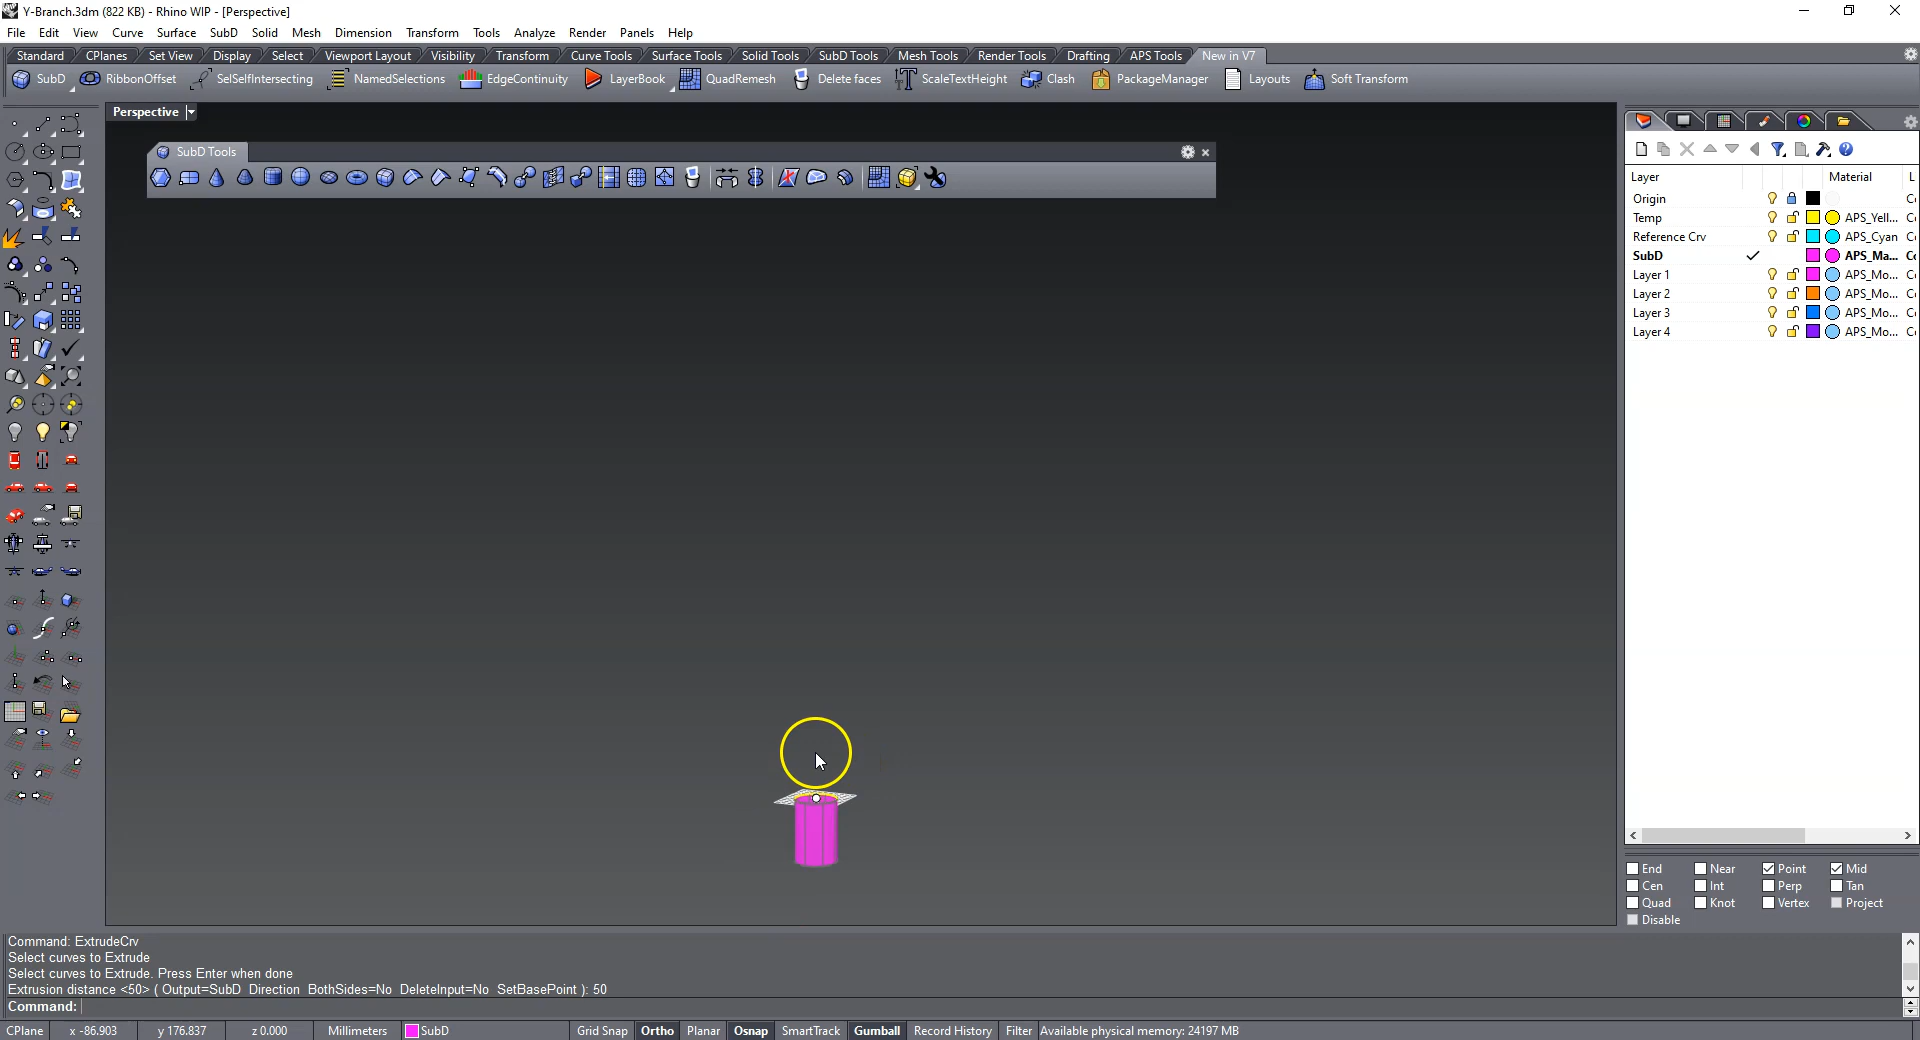 Y-Branch.3dm (822 KB) - Rhino WIP - [Perspective]
File Edit View Curve Surface SubD Solid Mesh Dimension Transform Tools Analyze Render Panels Help
Standard CPlanes Set View Display Select Viewport Layout Visibility Transform Curve Tools Surface Tools Solid Tools SubD Tools Mesh Tools Render Tools Drafting APS Tools New in V7
SubD RibbonOffset SelSelfIntersecting NamedSelections EdgeContinuity LayerBook QuadRemesh Delete faces ScaleTextHeight Clash PackageManager Layouts Soft Transform
Perspective
SubD Tools
Layer Material L
Origin
Temp APS_Yell...
Reference Crv APS_Cyan
SubD APS_Ma...
Layer 1 APS_Mo...
Layer 2 APS_Mo...
Layer 3 APS_Mo...
Layer 4 APS_Mo...
End Near Point Mid
Cen Int Perp Tan
Quad Knot Vertex Project
Disable
Command: ExtrudeCrv
Select curves to Extrude
Select curves to Extrude. Press Enter when done
Extrusion distance <50> ( Output=SubD Direction BothSides=No DeleteInput=No SetBasePoint ): 50
Command:
CPlane x -86.903 y 176.837 z 0.000 Millimeters SubD Grid Snap Ortho Planar Osnap SmartTrack Gumball Record History Filter Available physical memory: 24197 MB